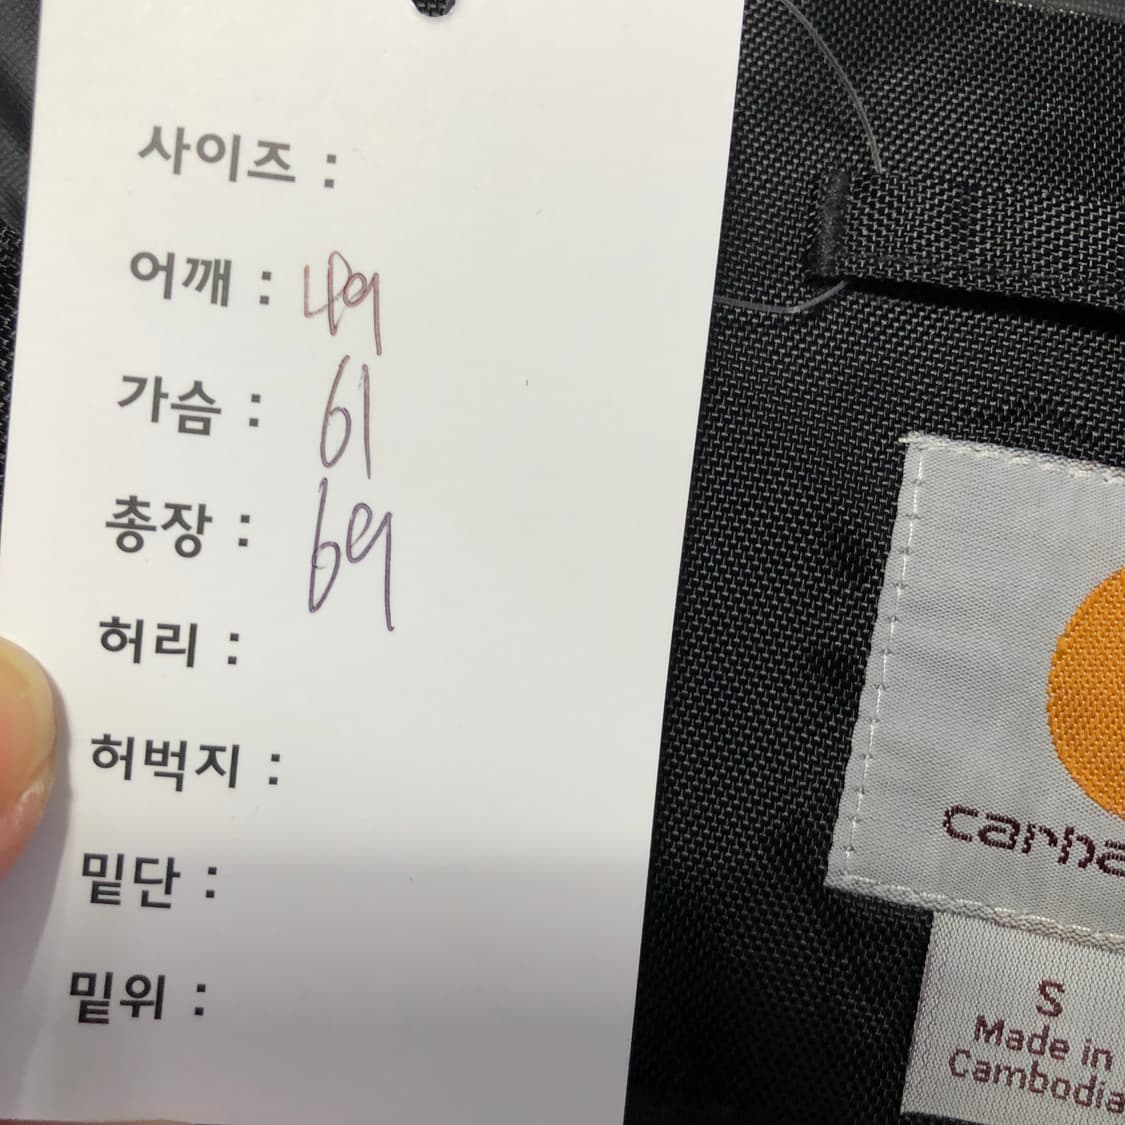 사이즈 :
어깨 : 49
가슴 : 61
총장 : 69
허리 :
허벅지 :
밑단 :
밑위 :
carha
S
Made in
Cambodia